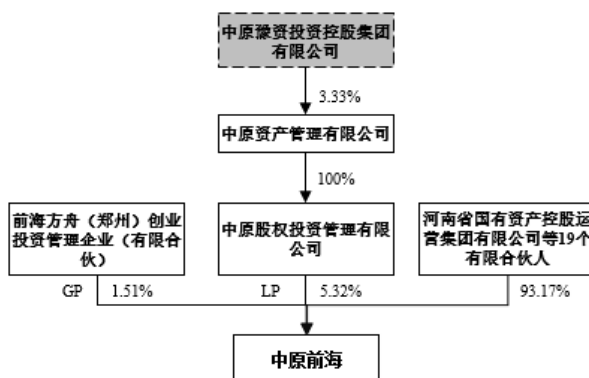 中原豫资投资控股集团
有限公司
3.33%
中原资产管理有限公司
100%
前海方舟（郑州）创业
投资管理企业（有限合
伙）
中原股权投资管理有限
公司
河南省国有资产控股运
营集团有限公司等19个
有限合伙人
GP 1.51%
LP 5.32%
93.17%
中原前海